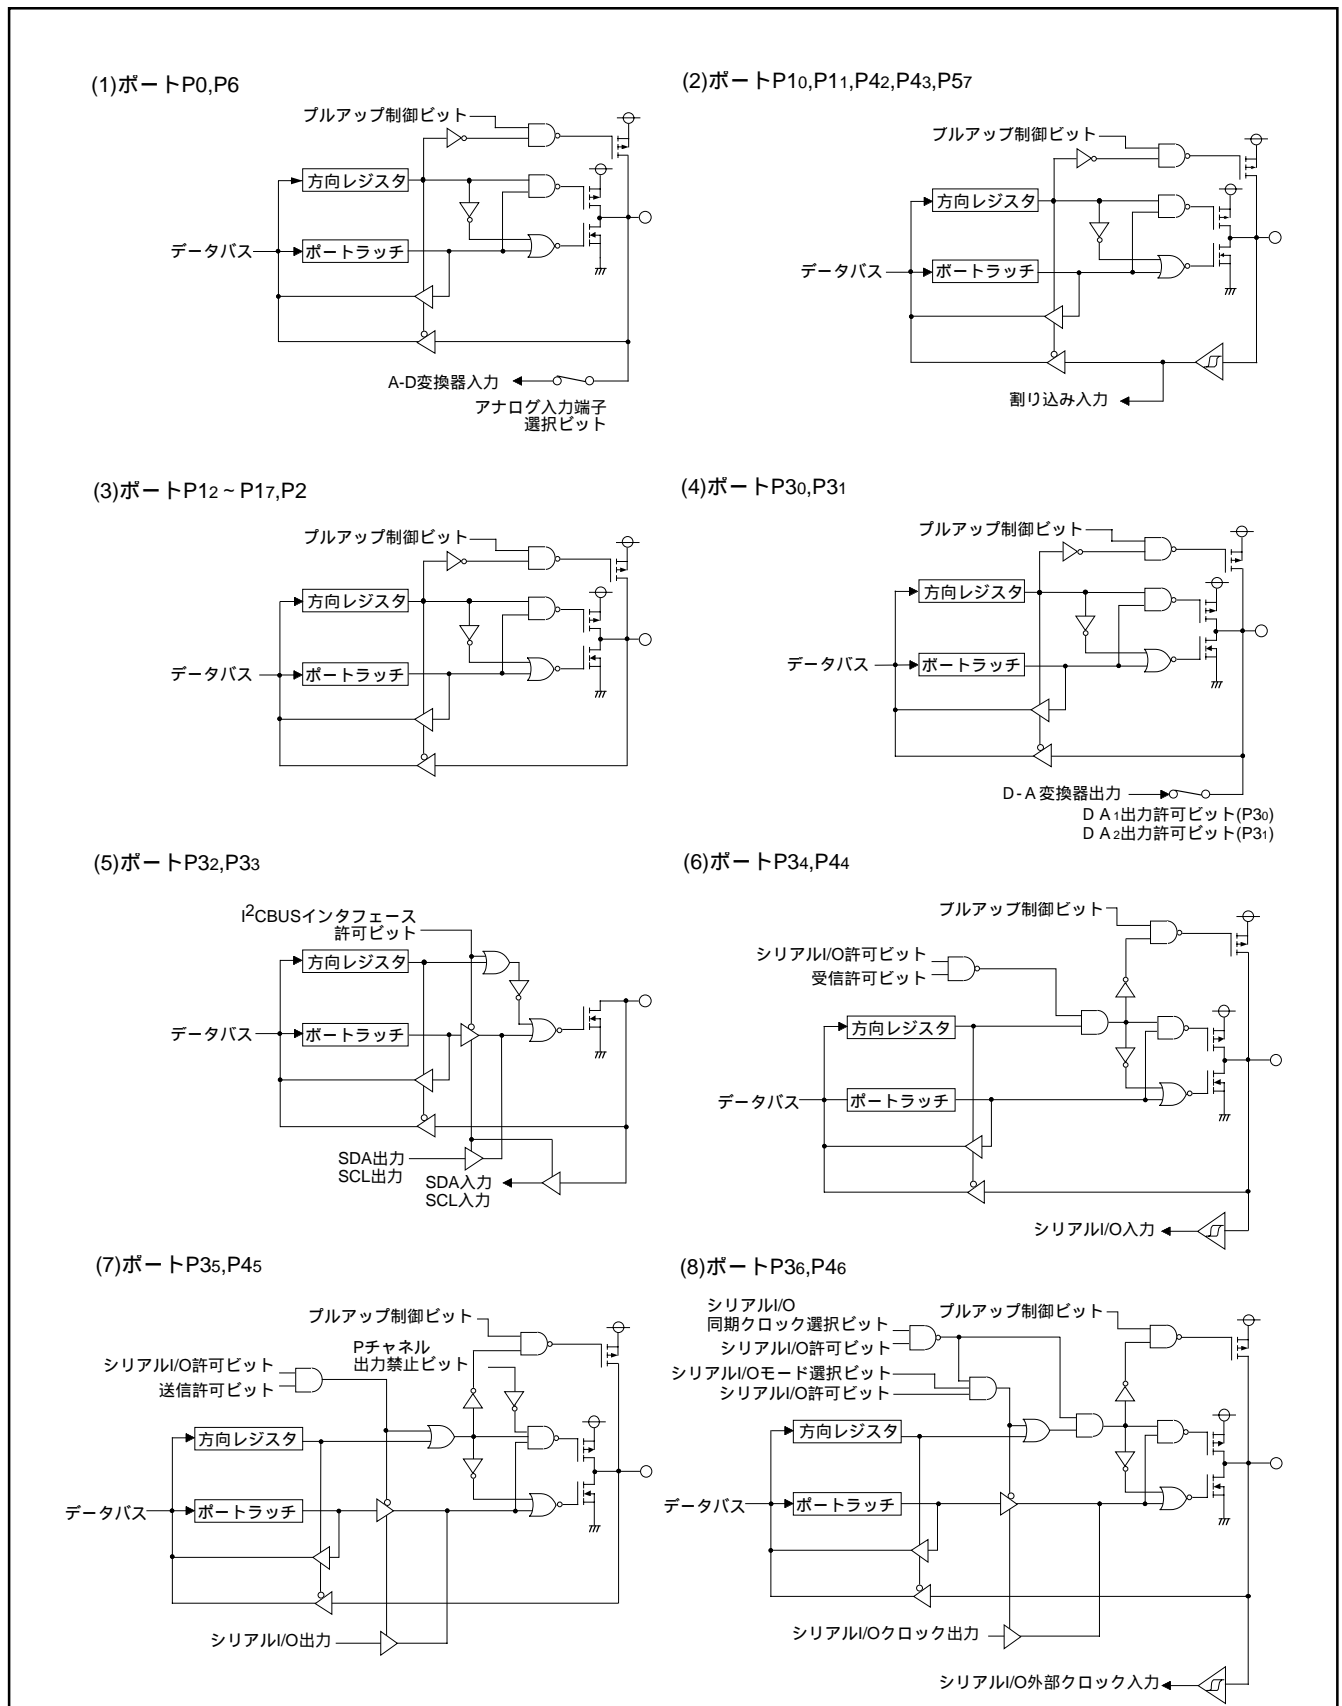 (1)ポートP0,P6
プルアップ制御ビット
方向レジスタ
データバス
ポートラッチ
A-D変換器入力
アナログ入力端子
選択ビット
(2)ポートP10,P11,P42,P43,P57
プルアップ制御ビット
方向レジスタ
データバス
ポートラッチ
割り込み入力
(3)ポートP12 ~ P17,P2
プルアップ制御ビット
方向レジスタ
データバス
ポートラッチ
(4)ポートP30,P31
プルアップ制御ビット
方向レジスタ
データバス
ポートラッチ
D-A変換器出力
DA1出力許可ビット(P30)
DA2出力許可ビット(P31)
(5)ポートP32,P33
I2CBUSインタフェース
許可ビット
方向レジスタ
データバス
ポートラッチ
SDA出力
SCL出力
SDA入力
SCL入力
(6)ポートP34,P44
プルアップ制御ビット
シリアルI/O許可ビット
受信許可ビット
方向レジスタ
データバス
ポートラッチ
シリアルI/O入力
(7)ポートP35,P45
プルアップ制御ビット
Pチャネル
出力禁止ビット
シリアルI/O許可ビット
送信許可ビット
方向レジスタ
データバス
ポートラッチ
シリアルI/O出力
(8)ポートP36,P46
シリアルI/O
同期クロック選択ビット
プルアップ制御ビット
シリアルI/O許可ビット
シリアルI/Oモード選択ビット
シリアルI/O許可ビット
方向レジスタ
データバス
ポートラッチ
シリアルI/Oクロック出力
シリアルI/O外部クロック入力